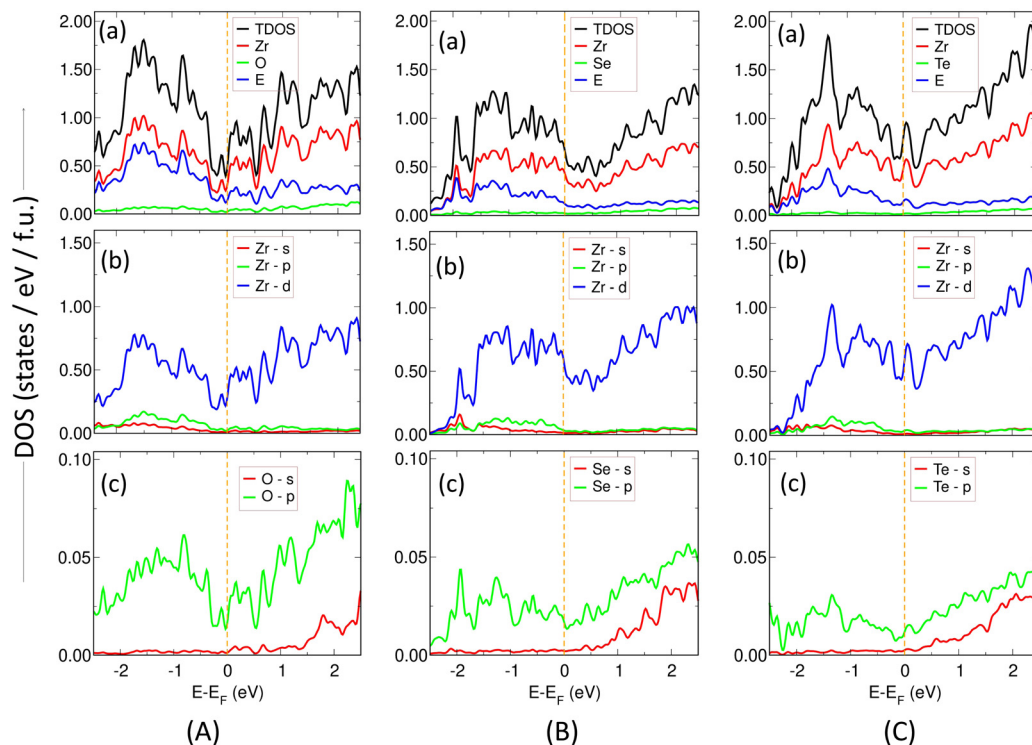 DOS (states / eV / f.u.)
(a)
TDOS
Zr
O
E
2.00
1.50
1.00
0.50
0.00
(b)
Zr - s
Zr - p
Zr - d
1.50
1.00
0.50
0.00
(c)
O - s
O - p
0.10
0.05
0.00
-2 -1 0 1 2
E-E_F (eV)
(A)
(a)
TDOS
Zr
Se
E
2.00
1.50
1.00
0.50
0.00
(b)
Zr - s
Zr - p
Zr - d
1.50
1.00
0.50
0.00
(c)
Se - s
Se - p
0.10
0.05
0.00
-2 -1 0 1 2
E-E_F (eV)
(B)
(a)
TDOS
Zr
Te
E
2.00
1.50
1.00
0.50
0.00
(b)
Zr - s
Zr - p
Zr - d
1.50
1.00
0.50
0.00
(c)
Te - s
Te - p
0.10
0.05
0.00
-2 -1 0 1 2
E-E_F (eV)
(C)